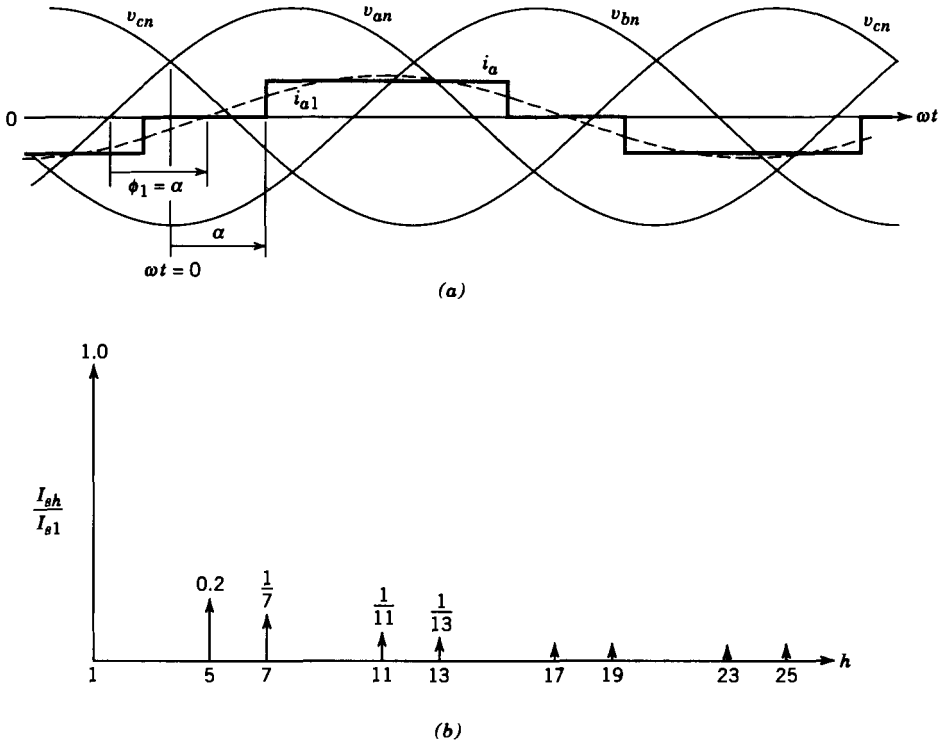 v_cn
v_an
v_bn
v_cn
i_a
i_a1
0
ωt
ϕ_1 = α
α
ωt = 0
(a)
1.0
I_sh
I_s1
0.2
1
7
1
11
1
13
1 5 7 11 13 17 19 23 25 h
(b)